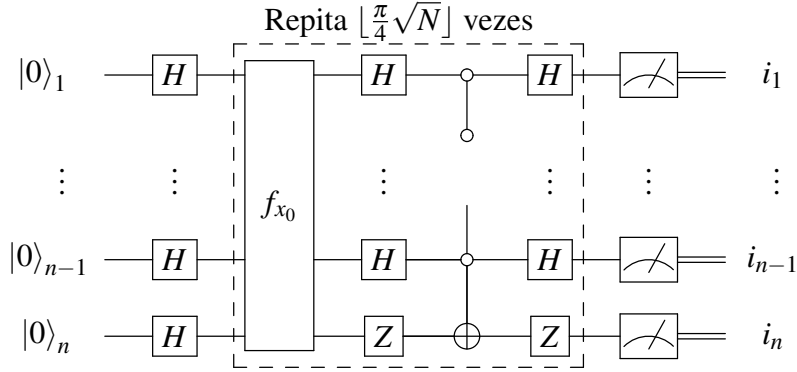 Repita ⌊π/4 √N⌋ vezes
|0⟩₁ H H H i₁
⋮ ⋮ ⋮ ⋮ ⋮ ⋮
f_{x₀}
|0⟩ₙ₋₁ H H H iₙ₋₁
|0⟩ₙ H Z Z iₙ